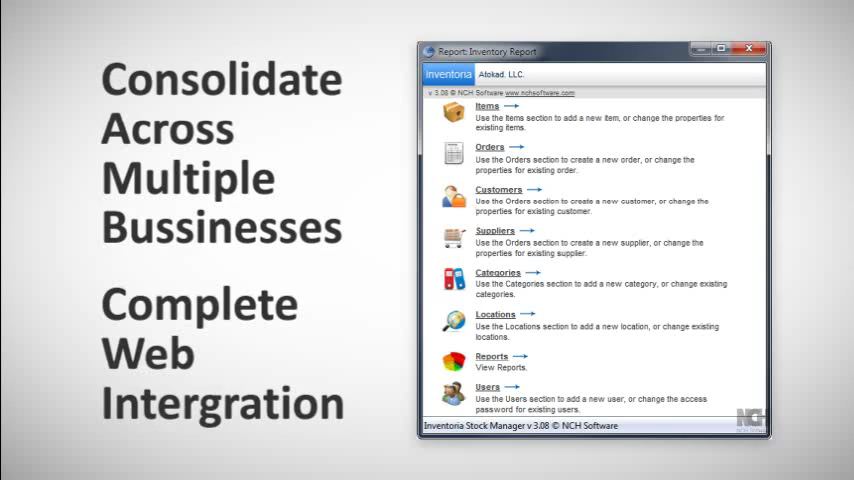 Consolidate
Across
Multiple
Bussinesses
Complete
Web
Intergration
Report: Inventory Report
Inventoria Atokad. LLC.
v 3.08 © NCH Software www.nchsoftware.com
Items
Use the Items section to add a new item, or change the properties for
existing items.
Orders
Use the Orders section to create a new order, or change the
properties for existing order.
Customers
Use the Orders section to create a new customer, or change the
properties for existing customer.
Suppliers
Use the Orders section to create a new supplier, or change the
properties for existing supplier.
Categories
Use the Categories section to add a new category, or change existing
categories.
Locations
Use the Locations section to add a new location, or change existing
locations.
Reports
View Reports.
Users
Use the Users section to add a new user, or change the access
password for existing users.
NCH
Inventoria Stock Manager v 3.08 © NCH Software